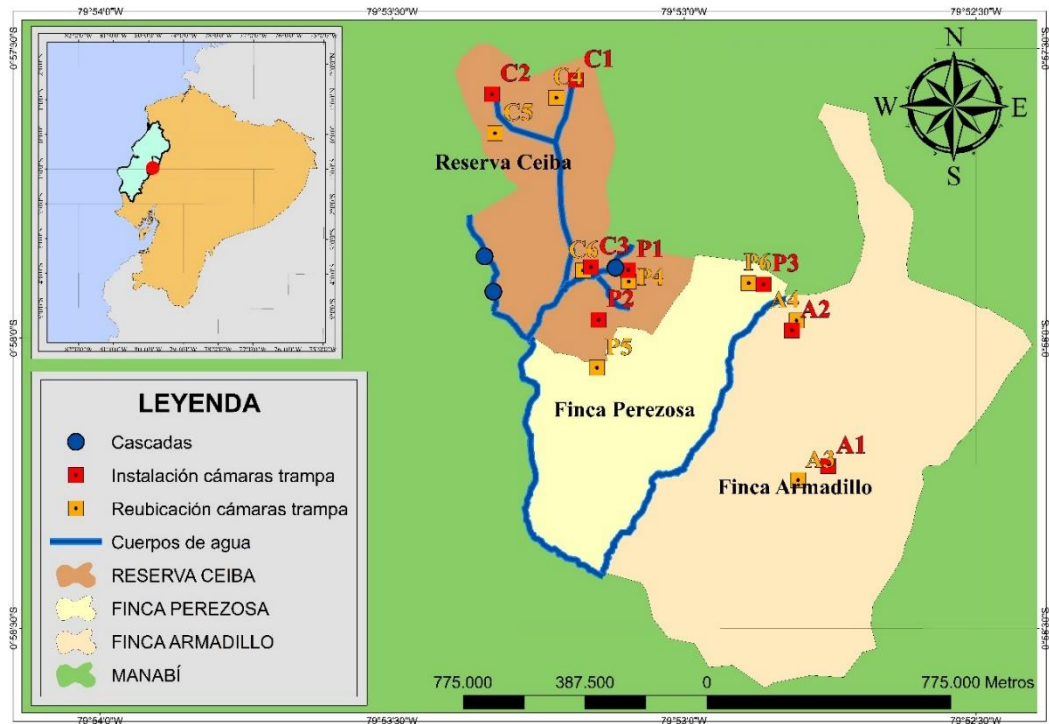 79°54'0"W 79°53'30"W 79°53'0"W 79°52'30"W
0°57'30"S 0°57'30"S
0°58'0"S 0°58'0"S
0°58'30"S 0°58'30"S
N
W E
S
C2 C1
C4
C5
Reserva Ceiba
C6 C3 P1
P4
P6 P3
P2
A4 A2
P5
Finca Perezosa
A3 A1
Finca Armadillo
LEYENDA
Cascadas
Instalación cámaras trampa
Reubicación cámaras trampa
Cuerpos de agua
RESERVA CEIBA
FINCA PEREZOSA
FINCA ARMADILLO
MANABÍ
775.000 387.500 0 775.000 Metros
79°54'0"W 79°53'30"W 79°53'0"W 79°52'30"W